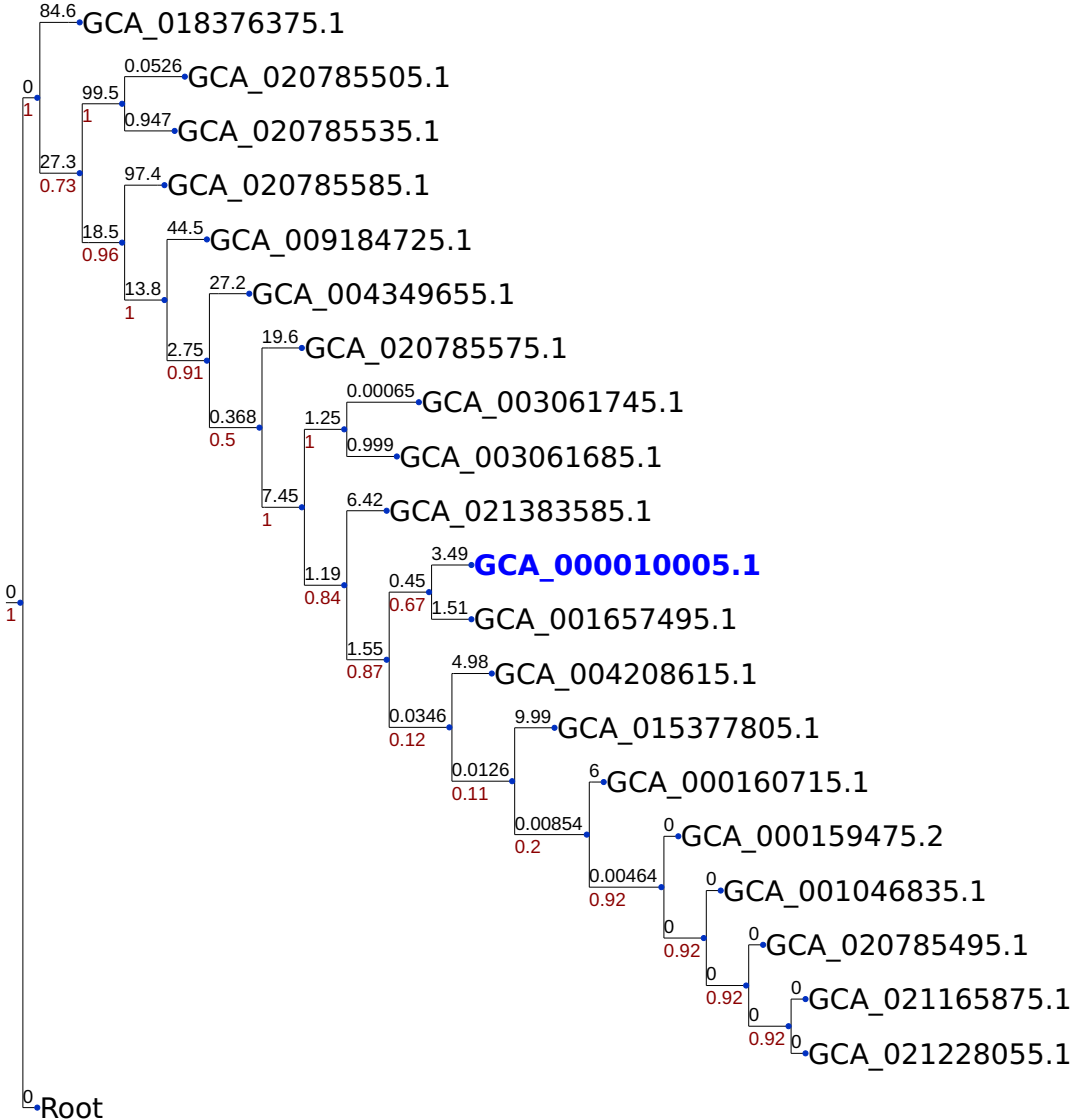 84.6
GCA_018376375.1
0.0526
GCA_020785505.1
0
99.5
1
1
0.947
GCA_020785535.1
27.3
0.73
97.4
GCA_020785585.1
18.5
0.96
44.5
GCA_009184725.1
13.8
1
27.2
GCA_004349655.1
2.75
0.91
19.6
GCA_020785575.1
0.368
0.5
0.00065
GCA_003061745.1
1.25
1
0.999
GCA_003061685.1
7.45
1
6.42
GCA_021383585.1
3.49
GCA_000010005.1
1.19
0.84
0.45
0.67
0
1
1.51
GCA_001657495.1
1.55
0.87
4.98
GCA_004208615.1
0.0346
0.12
9.99
GCA_015377805.1
0.0126
0.11
6
GCA_000160715.1
0.00854
0.2
0
GCA_000159475.2
0.00464
0.92
0
GCA_001046835.1
0
0.92
0
GCA_020785495.1
0
0.92
0
GCA_021165875.1
0
0.92
0
GCA_021228055.1
0
Root